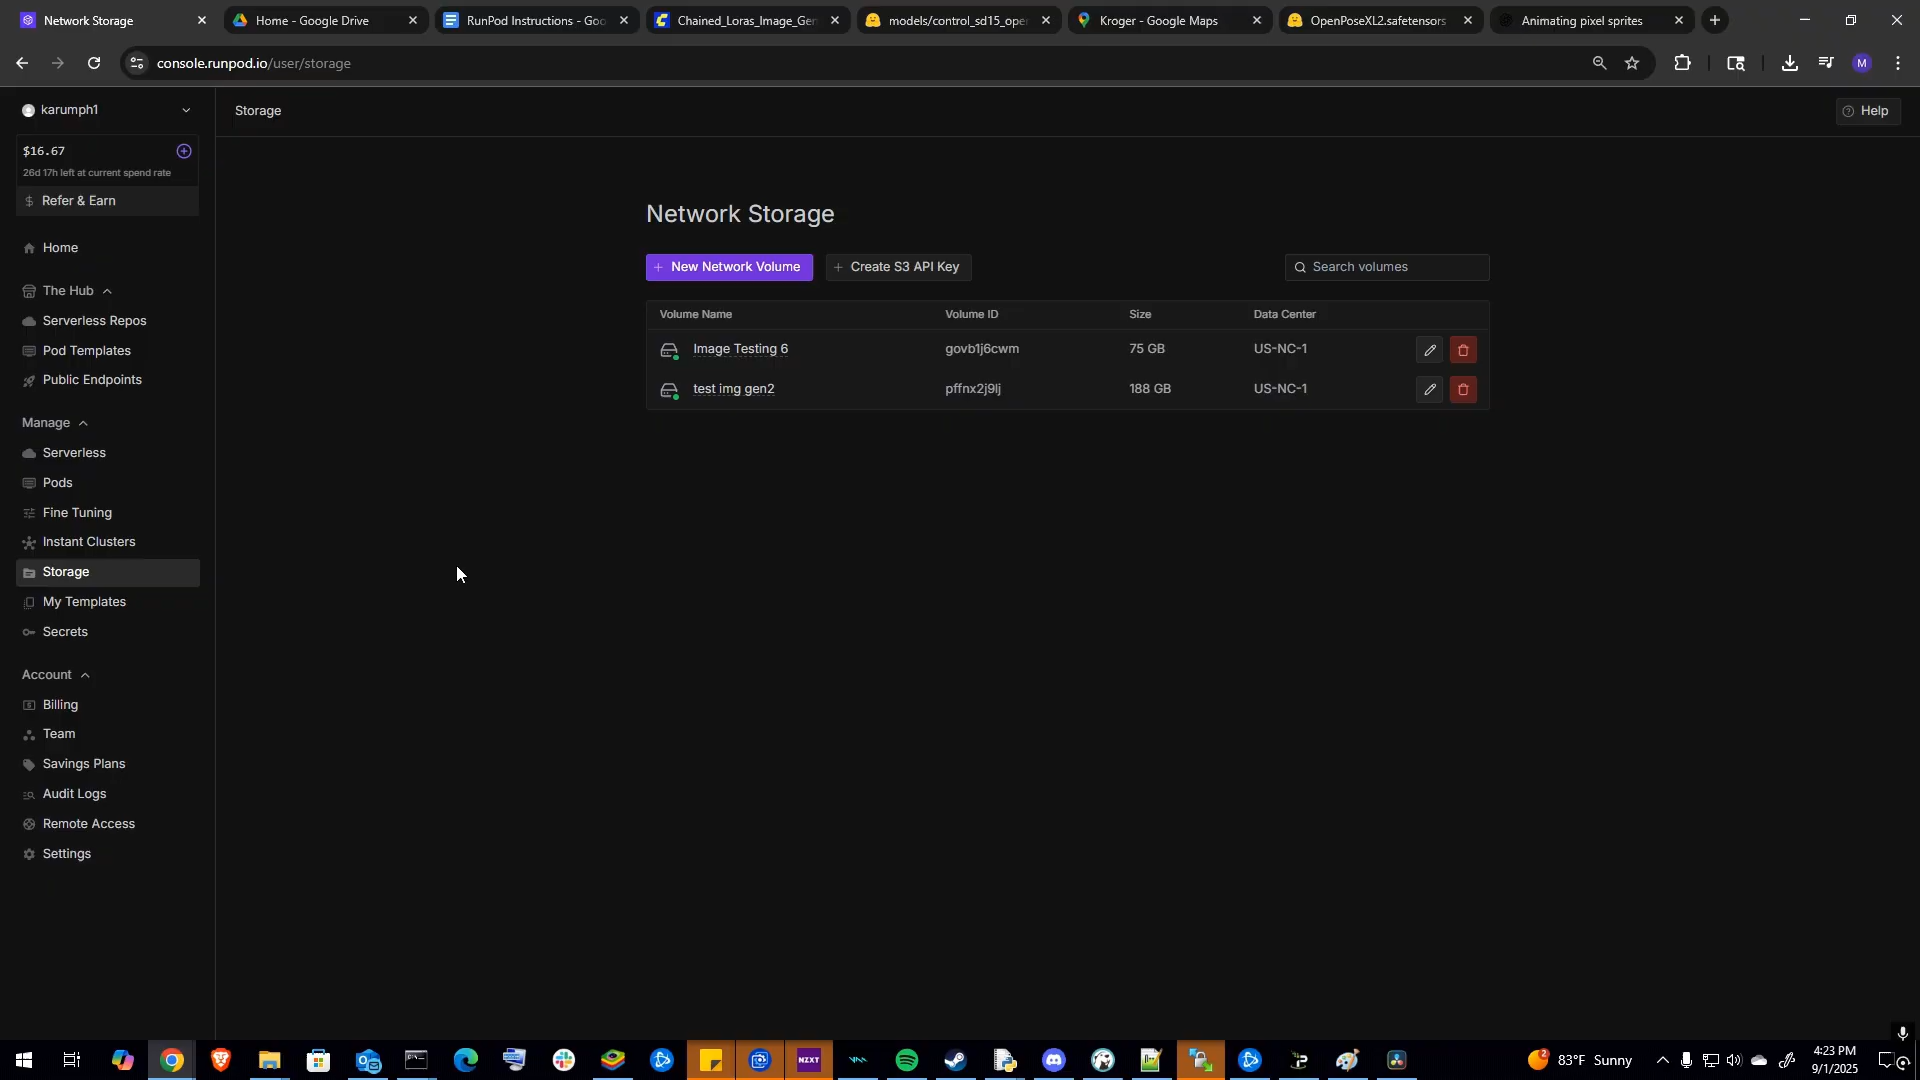 Network Storage
Home - Google Drive
RunPod Instructions - Goo
Chained_Loras_Image_Gen
models/control_sd15_ope
Kroger - Google Maps
OpenPoseXL2.safetensors
Animating pixel sprites
console.runpod.io/user/storage
M
karumph1
Storage
Help
$16.67
26d 17h left at current spend rate
Refer & Earn
Home
The Hub
Serverless Repos
Pod Templates
Public Endpoints
Manage
Serverless
Pods
Fine Tuning
Instant Clusters
Storage
My Templates
Secrets
Account
Billing
Team
Savings Plans
Audit Logs
Remote Access
Settings
Network Storage
New Network Volume
Create S3 API Key
Search volumes
Volume Name Volume ID Size Data Center
Image Testing 6 govb1j6cwm 75 GB US-NC-1
test img gen2 pffnx2j9lj 188 GB US-NC-1
NZXT
2
83°F Sunny
4:23 PM
9/1/2025